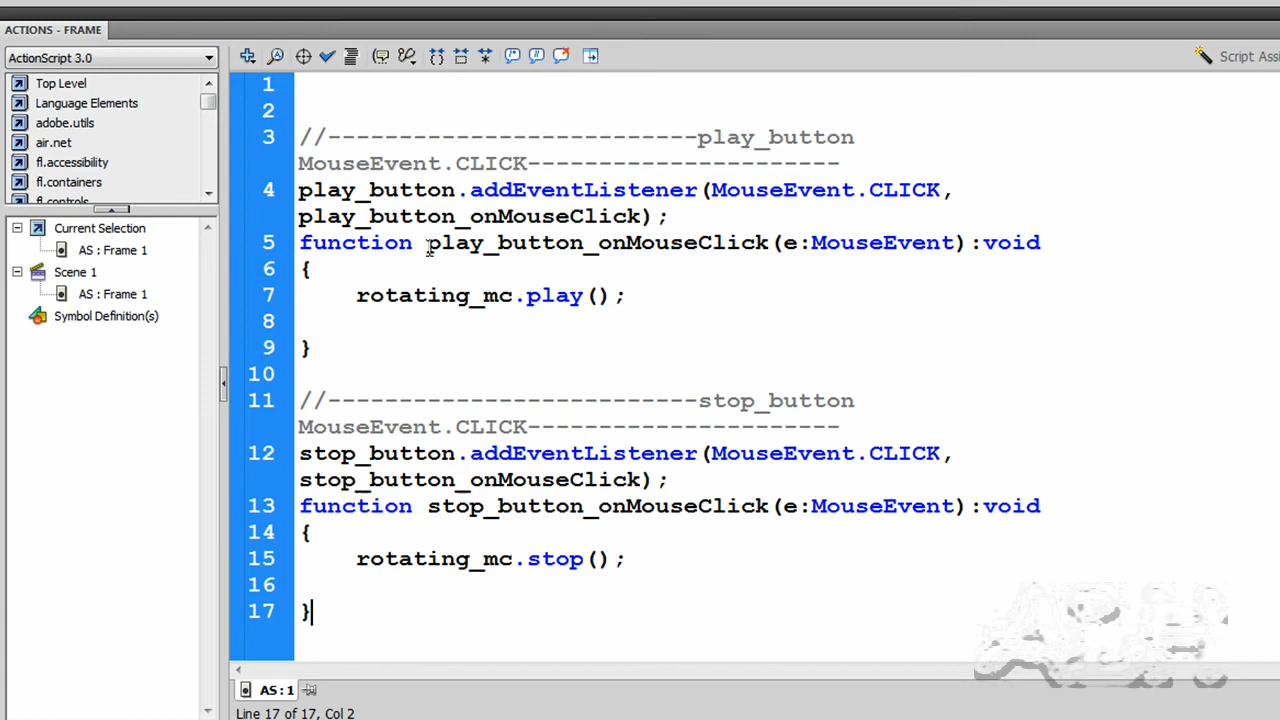 ACTIONS - FRAME
ActionScript 3.0
Script Assi
Top Level
Language Elements
adobe.utils
air.net
fl.accessibility
fl.containers
fl.controls
Current Selection
AS : Frame 1
Scene 1
AS : Frame 1
Symbol Definition(s)
1
2
3 //--------------------------play_button
MouseEvent.CLICK----------------------
4 play_button.addEventListener(MouseEvent.CLICK,
play_button_onMouseClick);
5 function play_button_onMouseClick(e:MouseEvent):void
6 {
7 rotating_mc.play();
8
9 }
10
11 //--------------------------stop_button
MouseEvent.CLICK----------------------
12 stop_button.addEventListener(MouseEvent.CLICK,
stop_button_onMouseClick);
13 function stop_button_onMouseClick(e:MouseEvent):void
14 {
15 rotating_mc.stop();
16
17 }
AS : 1
Line 17 of 17, Col 2